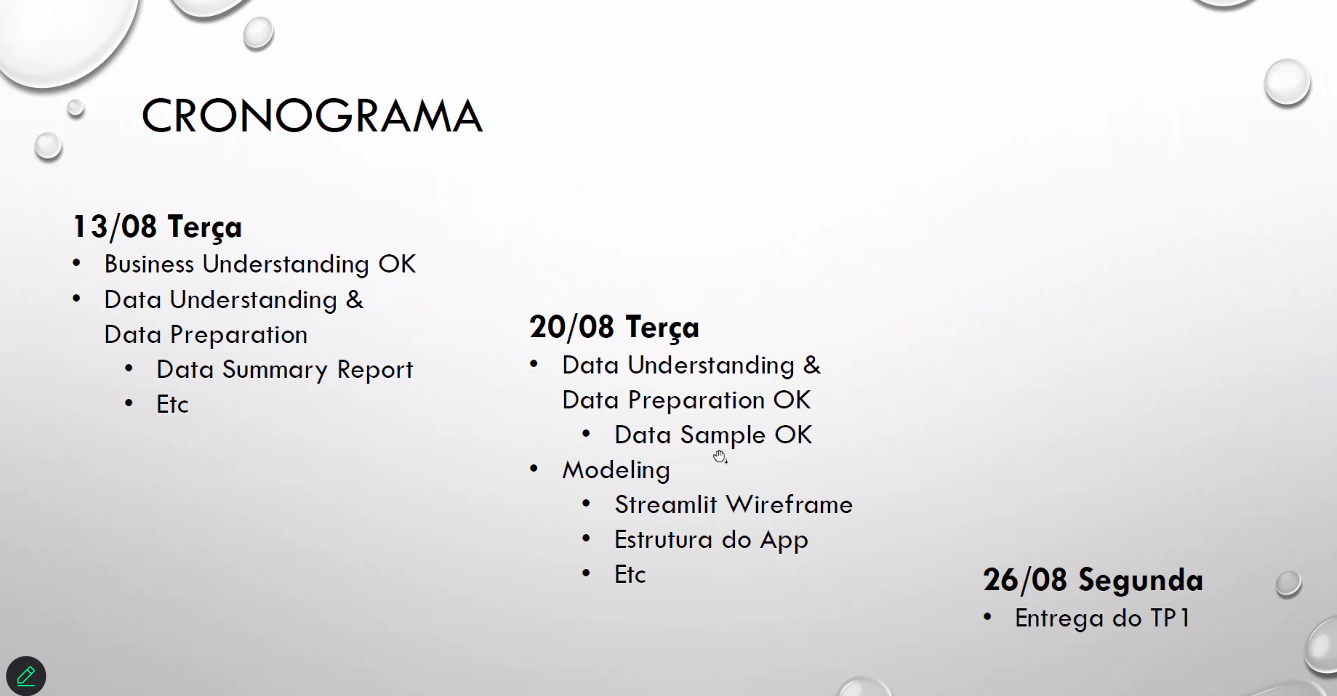 CRONOGRAMA
13/08 Terça
• Business Understanding OK
• Data Understanding &
Data Preparation
• Data Summary Report
• Etc
20/08 Terça
• Data Understanding &
Data Preparation OK
• Data Sample OK
• Modeling
• Streamlit Wireframe
• Estrutura do App
• Etc
26/08 Segunda
• Entrega do TP1